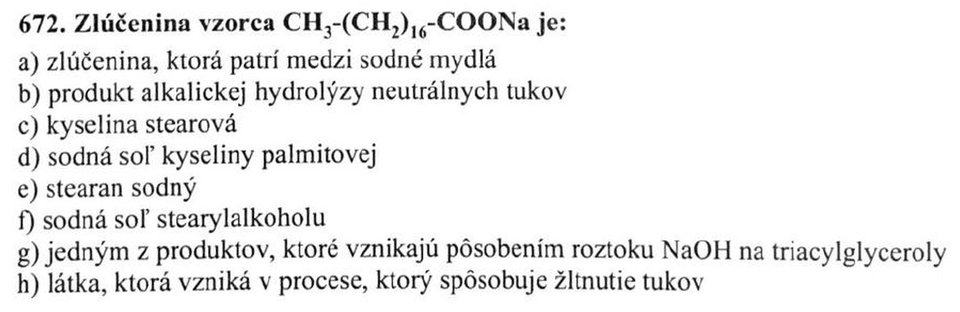 672. Zlúčenina vzorca CH₃-(CH₂)₁₆-COONa je:
a) zlúčenina, ktorá patrí medzi sodné mydlá
b) produkt alkalickej hydrolýzy neutrálnych tukov
c) kyselina stearová
d) sodná soľ kyseliny palmitovej
e) stearan sodný
f) sodná soľ stearylalkoholu
g) jedným z produktov, ktoré vznikajú pôsobením roztoku NaOH na triacylglyceroly
h) látka, ktorá vzniká v procese, ktorý spôsobuje žltnutie tukov